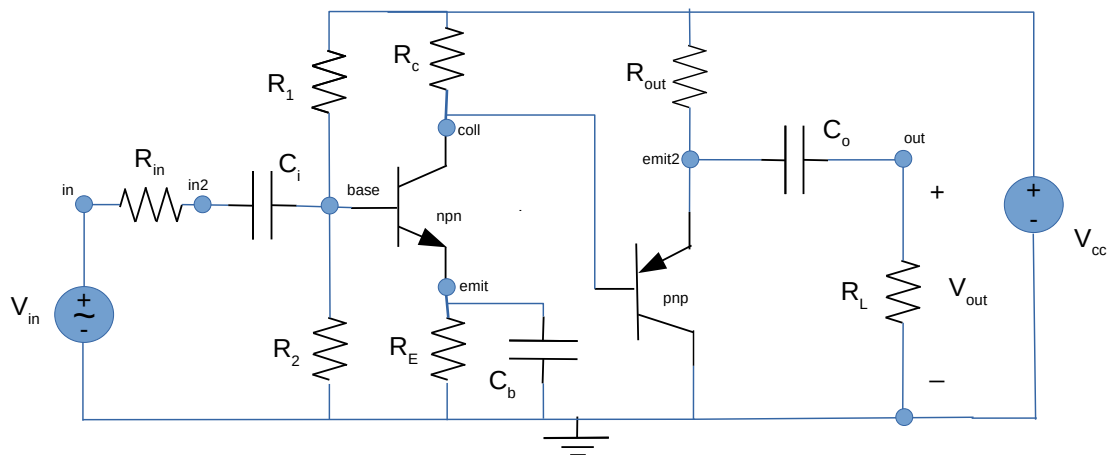 R1
Rc
Rout
coll
emit2
Co
out
in
Rin
in2
Ci
base
npn
+
+
-
Vcc
Vin
+
~
-
emit
pnp
RL
Vout
R2
RE
Cb
–